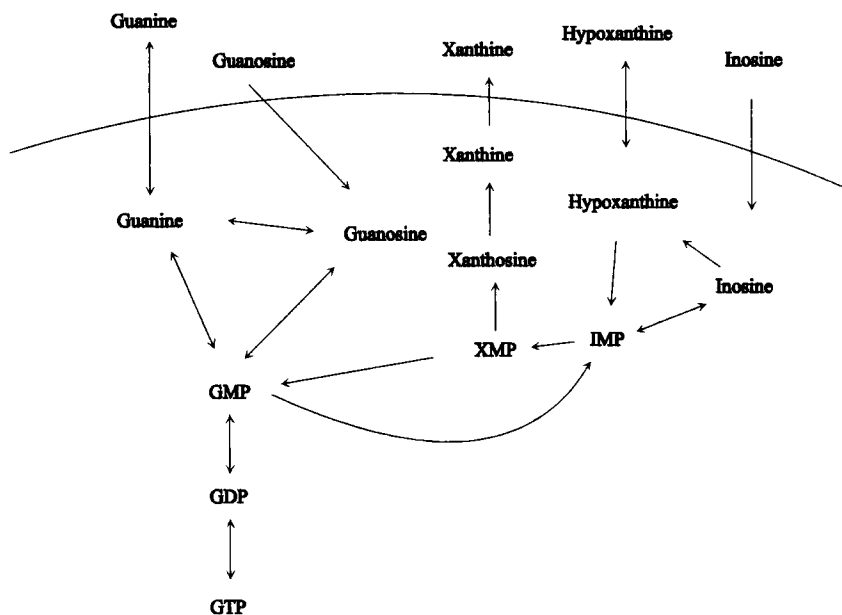 Guanine
Guanosine
Xanthine
Hypoxanthine
Inosine
Xanthine
Guanine
Guanosine
Hypoxanthine
Xanthosine
Inosine
XMP
IMP
GMP
GDP
GTP